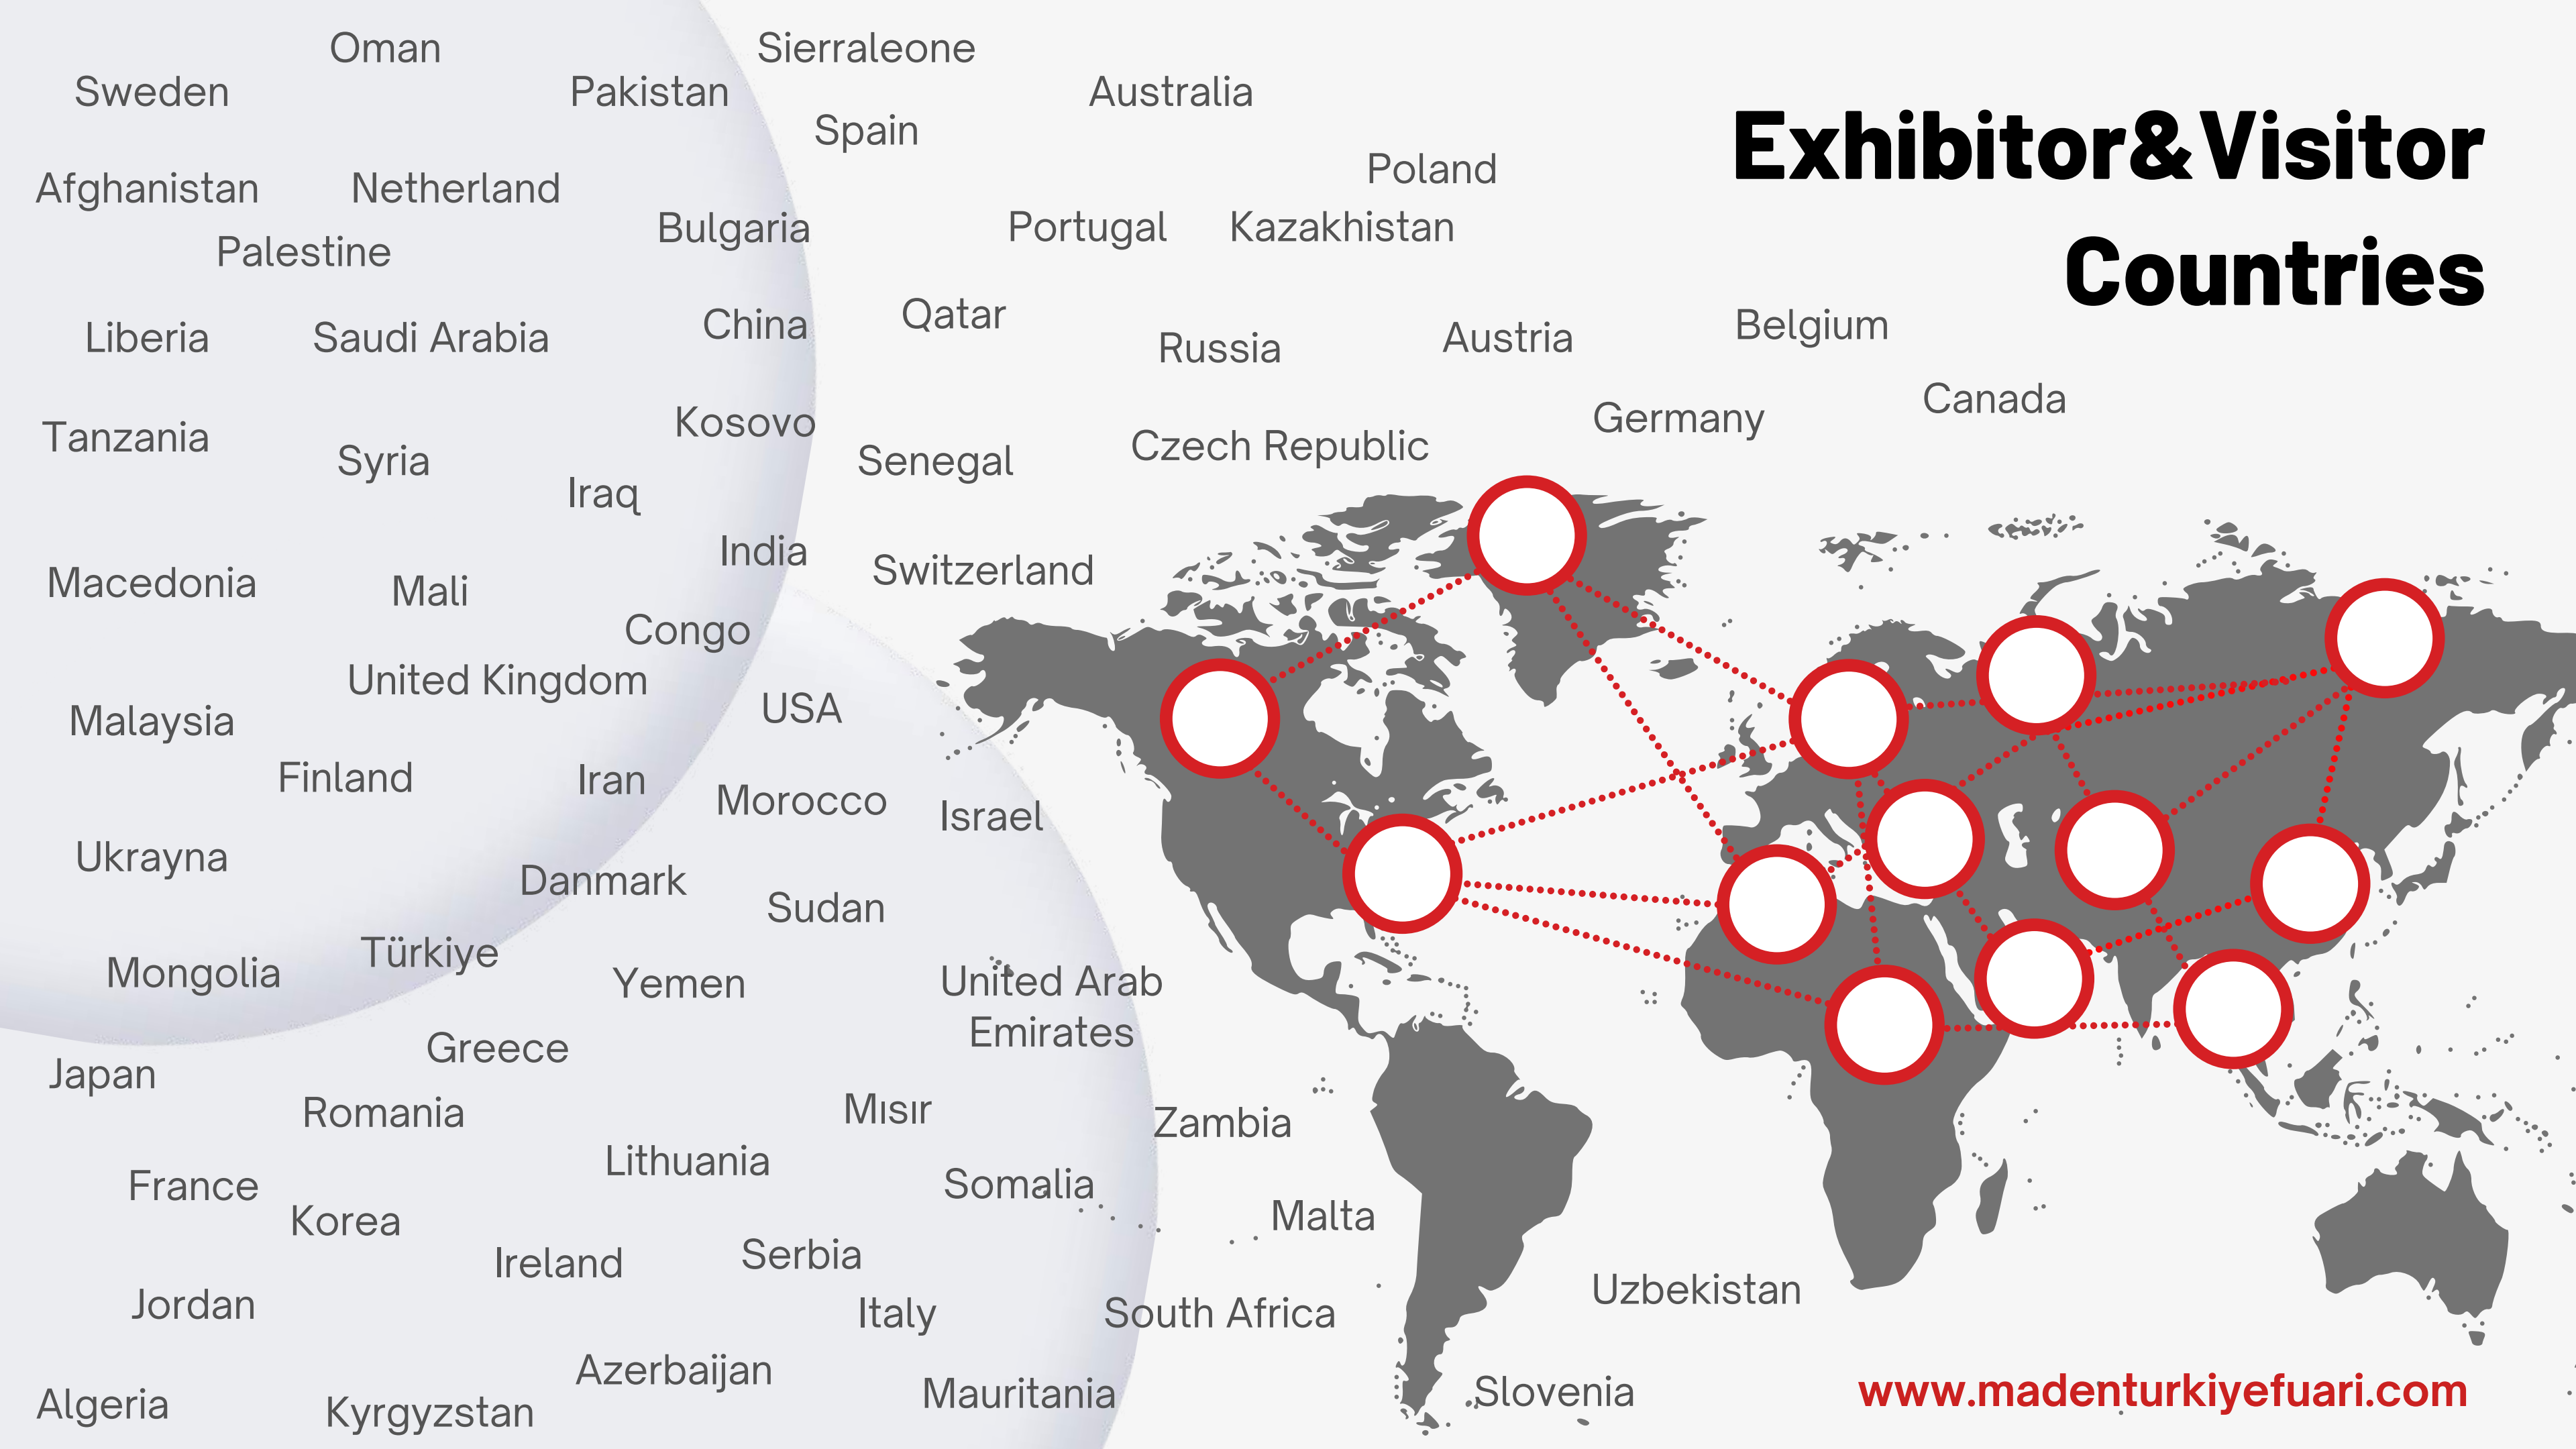 Exhibitor&Visitor
Countries
Oman
Sierraleone
Sweden
Pakistan
Australia
Spain
Poland
Afghanistan
Netherland
Bulgaria
Portugal
Kazakhistan
Palestine
Liberia
Saudi Arabia
China
Qatar
Russia
Austria
Belgium
Canada
Tanzania
Kosovo
Germany
Syria
Senegal
Czech Republic
Iraq
India
Switzerland
Macedonia
Mali
Congo
United Kingdom
Malaysia
USA
Finland
Iran
Morocco
Israel
Ukrayna
Danmark
Sudan
Mongolia
Türkiye
Yemen
United Arab
Emirates
Greece
Japan
Romania
Mısır
Zambia
Lithuania
France
Somalia
Korea
Malta
Ireland
Serbia
Jordan
Italy
South Africa
Uzbekistan
Azerbaijan
Mauritania
Slovenia
Algeria
Kyrgyzstan
www.madenturkiyefuari.com